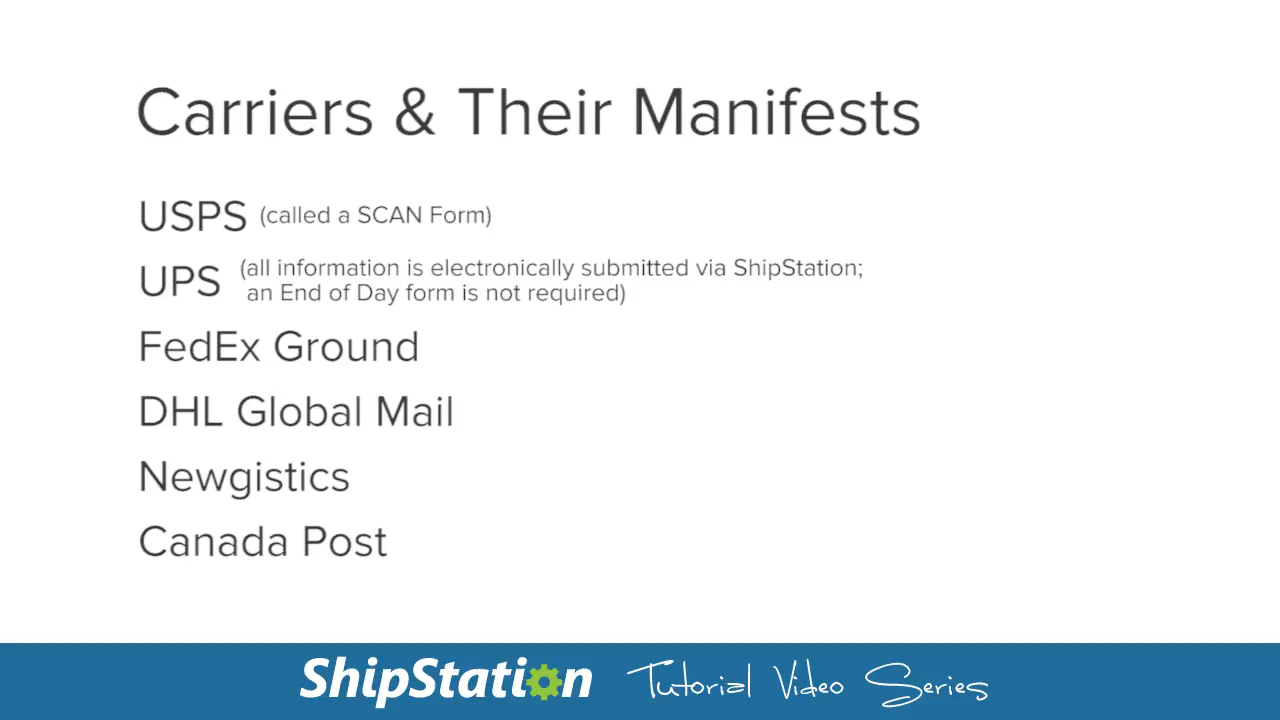 Carriers & Their Manifests
USPS (called a SCAN Form)
UPS (all information is electronically submitted via ShipStation;
an End of Day form is not required)
FedEx Ground
DHL Global Mail
Newgistics
Canada Post
ShipStation Tutorial Video Series